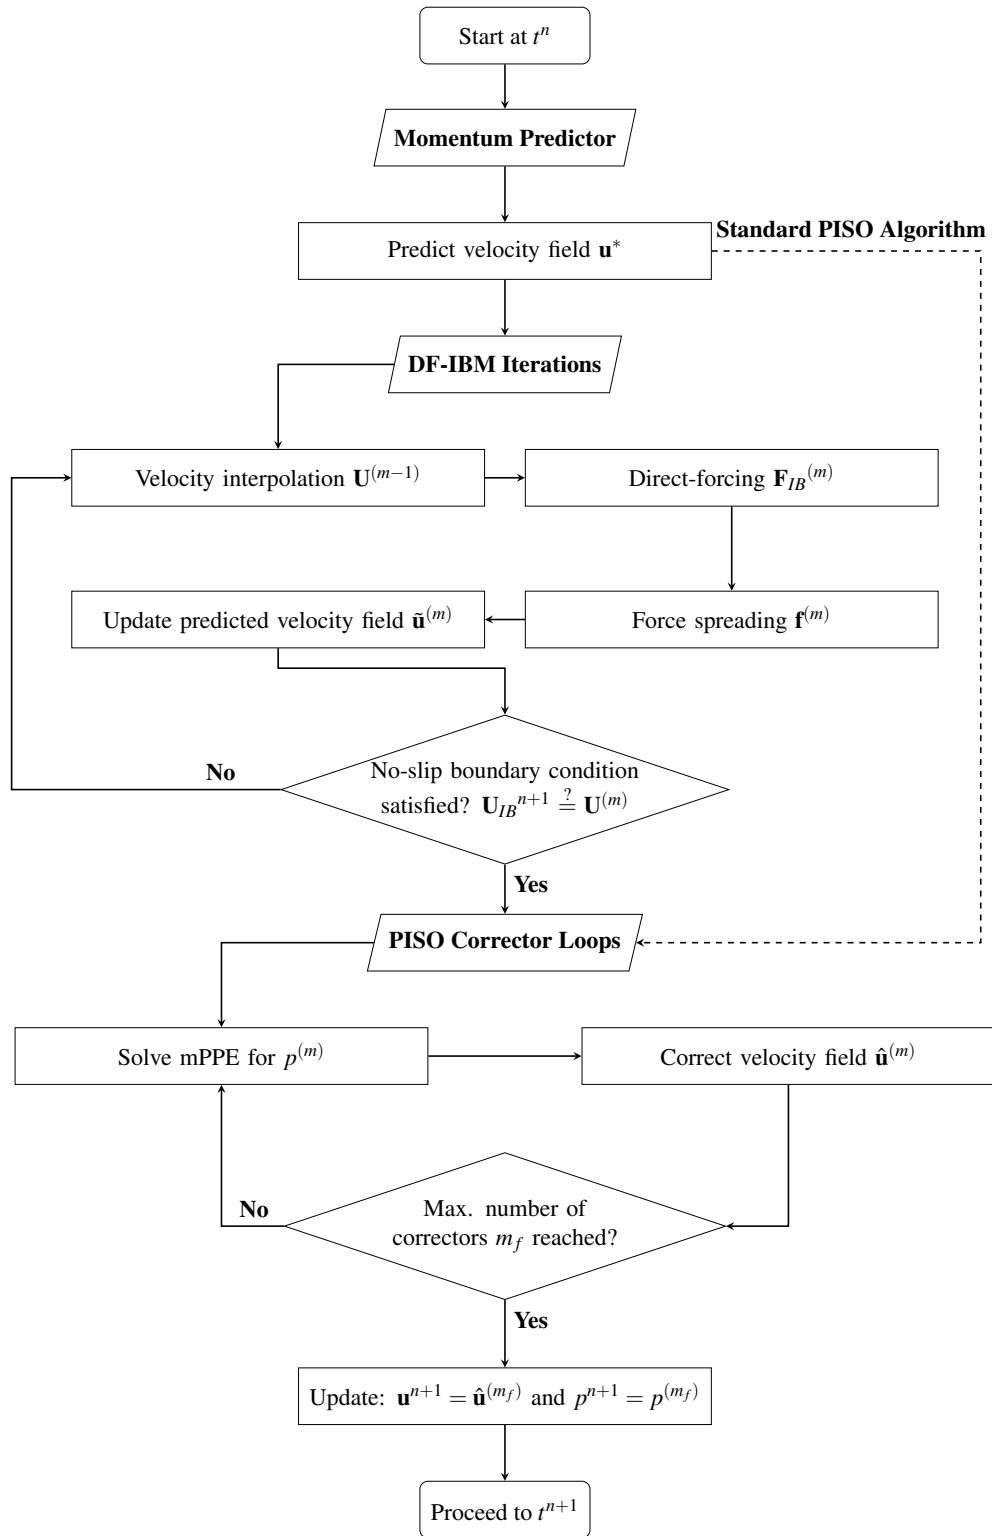 Start at tⁿ
Momentum Predictor
Predict velocity field u*
Standard PISO Algorithm
DF-IBM Iterations
Velocity interpolation U^(m−1)
Direct-forcing F_IB^(m)
Update predicted velocity field ũ^(m)
Force spreading f^(m)
No
No-slip boundary condition
satisfied? U_IB^n+1 ≟ U^(m)
Yes
PISO Corrector Loops
Solve mPPE for p^(m)
Correct velocity field û^(m)
No
Max. number of
correctors m_f reached?
Yes
Update: u^n+1 = û^(m_f) and p^n+1 = p^(m_f)
Proceed to t^n+1